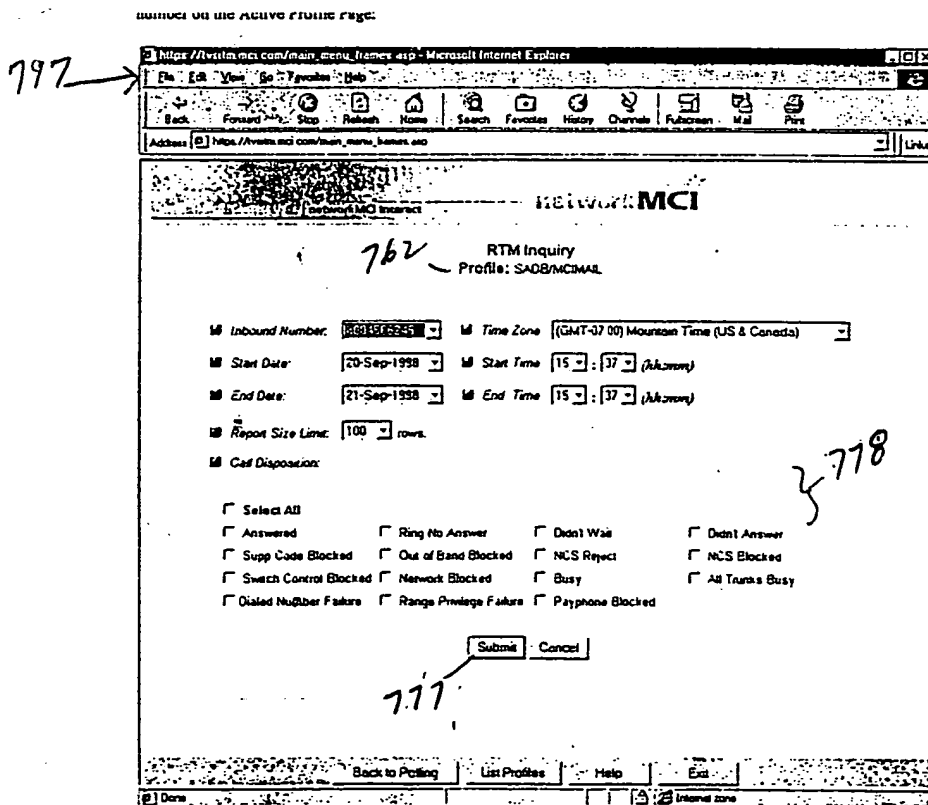 number on the Active Profile Page:
797
https://tvsrtm.mci.com/main_menu_frames.asp - Microsoft Internet Explorer
File Edit View Go Favorites Help
Back Forward Stop Refresh Home Search Favorites History Channels Fullscreen Mail Print
Address https://tvsrtm.mci.com/main_menu_frames.asp Links
networkMCI Interact
networkMCI
762
RTM Inquiry
Profile: SADB/MCIMAIL
Inbound Number: Time Zone (GMT-07:00) Mountain Time (US & Canada)
Start Date: 20-Sep-1998 Start Time 15 : 37 (hh:mm)
End Date: 21-Sep-1998 End Time 15 : 37 (hh:mm)
Report Size Limit: 100 rows.
Call Disposition:
778
Select All
Answered Ring No Answer Didn't Wait Didn't Answer
Supp Code Blocked Out of Band Blocked NCS Reject NCS Blocked
Switch Control Blocked Network Blocked Busy All Trunks Busy
Dialed Number Failure Range Privilege Failure Payphone Blocked
Submit Cancel
777
Back to Polling List Profiles Help Exit
Done Internet zone